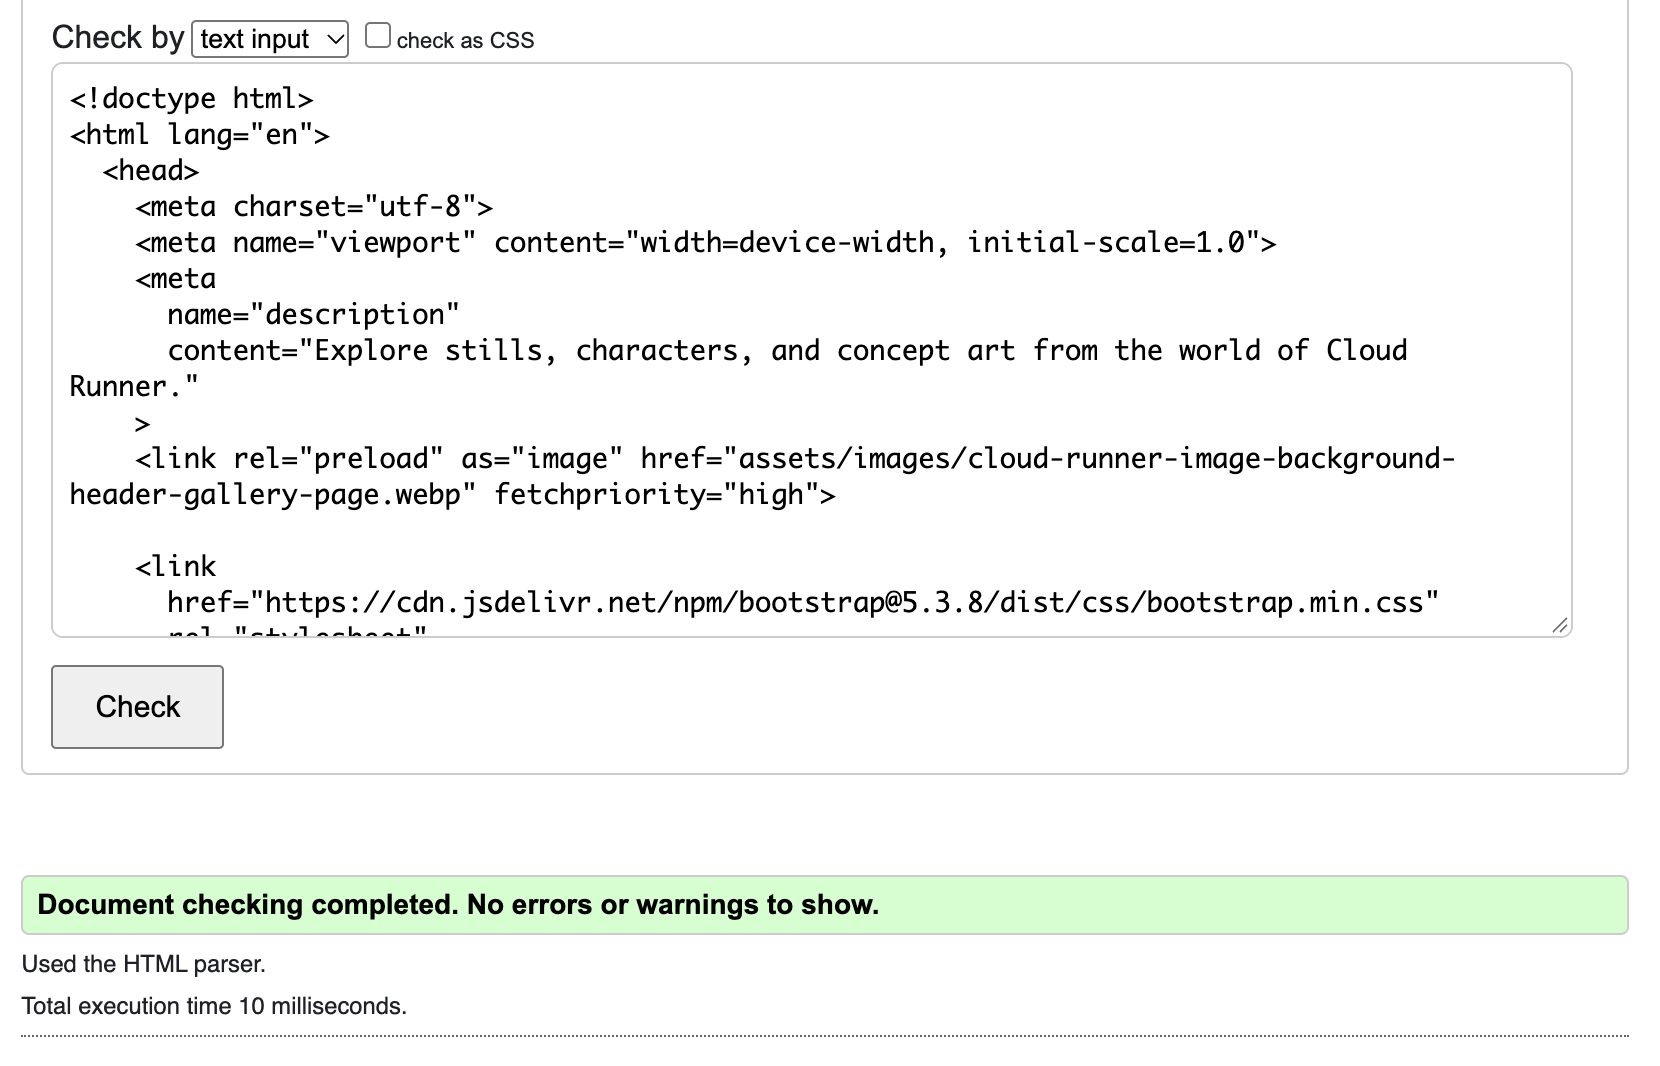 Check by text input check as CSS
<!doctype html>
<html lang="en">
  <head>
    <meta charset="utf-8">
    <meta name="viewport" content="width=device-width, initial-scale=1.0">
    <meta
      name="description"
      content="Explore stills, characters, and concept art from the world of Cloud
Runner."
    >
    <link rel="preload" as="image" href="assets/images/cloud-runner-image-background-
header-gallery-page.webp" fetchpriority="high">

    <link
      href="https://cdn.jsdelivr.net/npm/bootstrap@5.3.8/dist/css/bootstrap.min.css"
      rel="stylesheet"
Check
Document checking completed. No errors or warnings to show.
Used the HTML parser.
Total execution time 10 milliseconds.